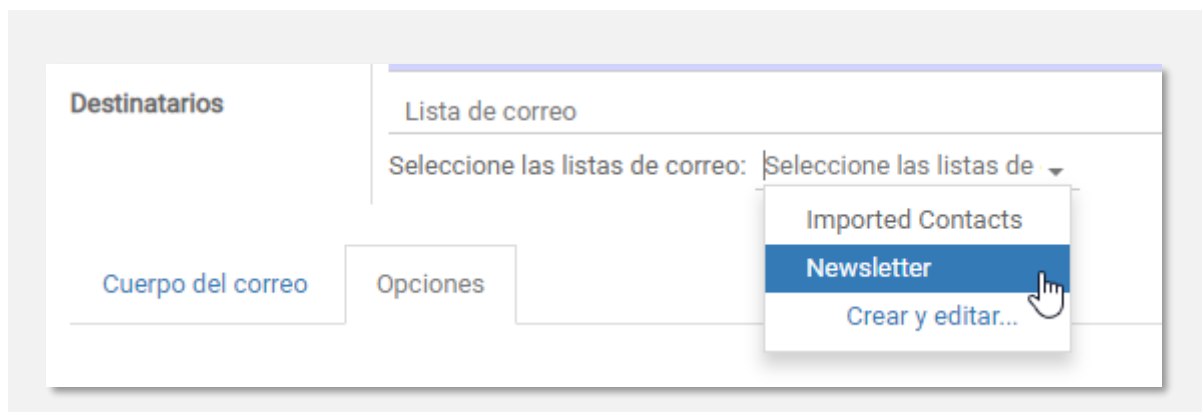 Destinatarios
Lista de correo
Seleccione las listas de correo: Seleccione las listas de
Imported Contacts
Newsletter
Crear y editar...
Cuerpo del correo
Opciones